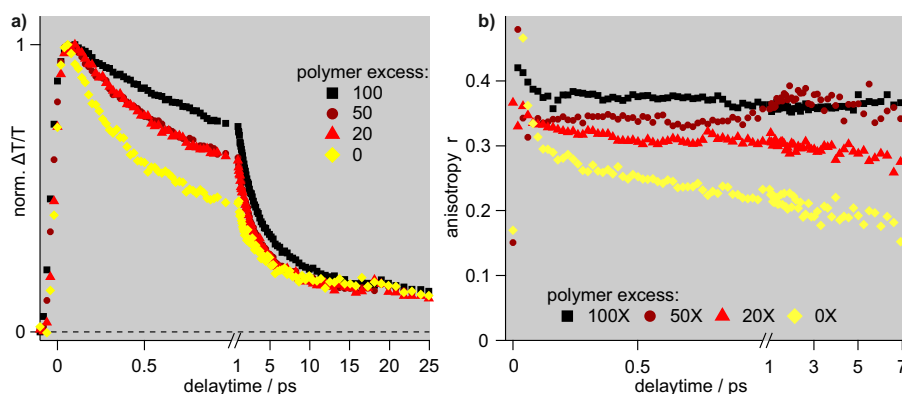 a)
norm. ΔT/T
1
0
polymer excess:
100
50
20
0
0 0.5 1 5 10 15 20 25
delaytime / ps
b)
anisotropy r
0.4
0.3
0.2
0.1
0
polymer excess:
100X 50X 20X 0X
0 0.5 1 3 5 7
delaytime / ps